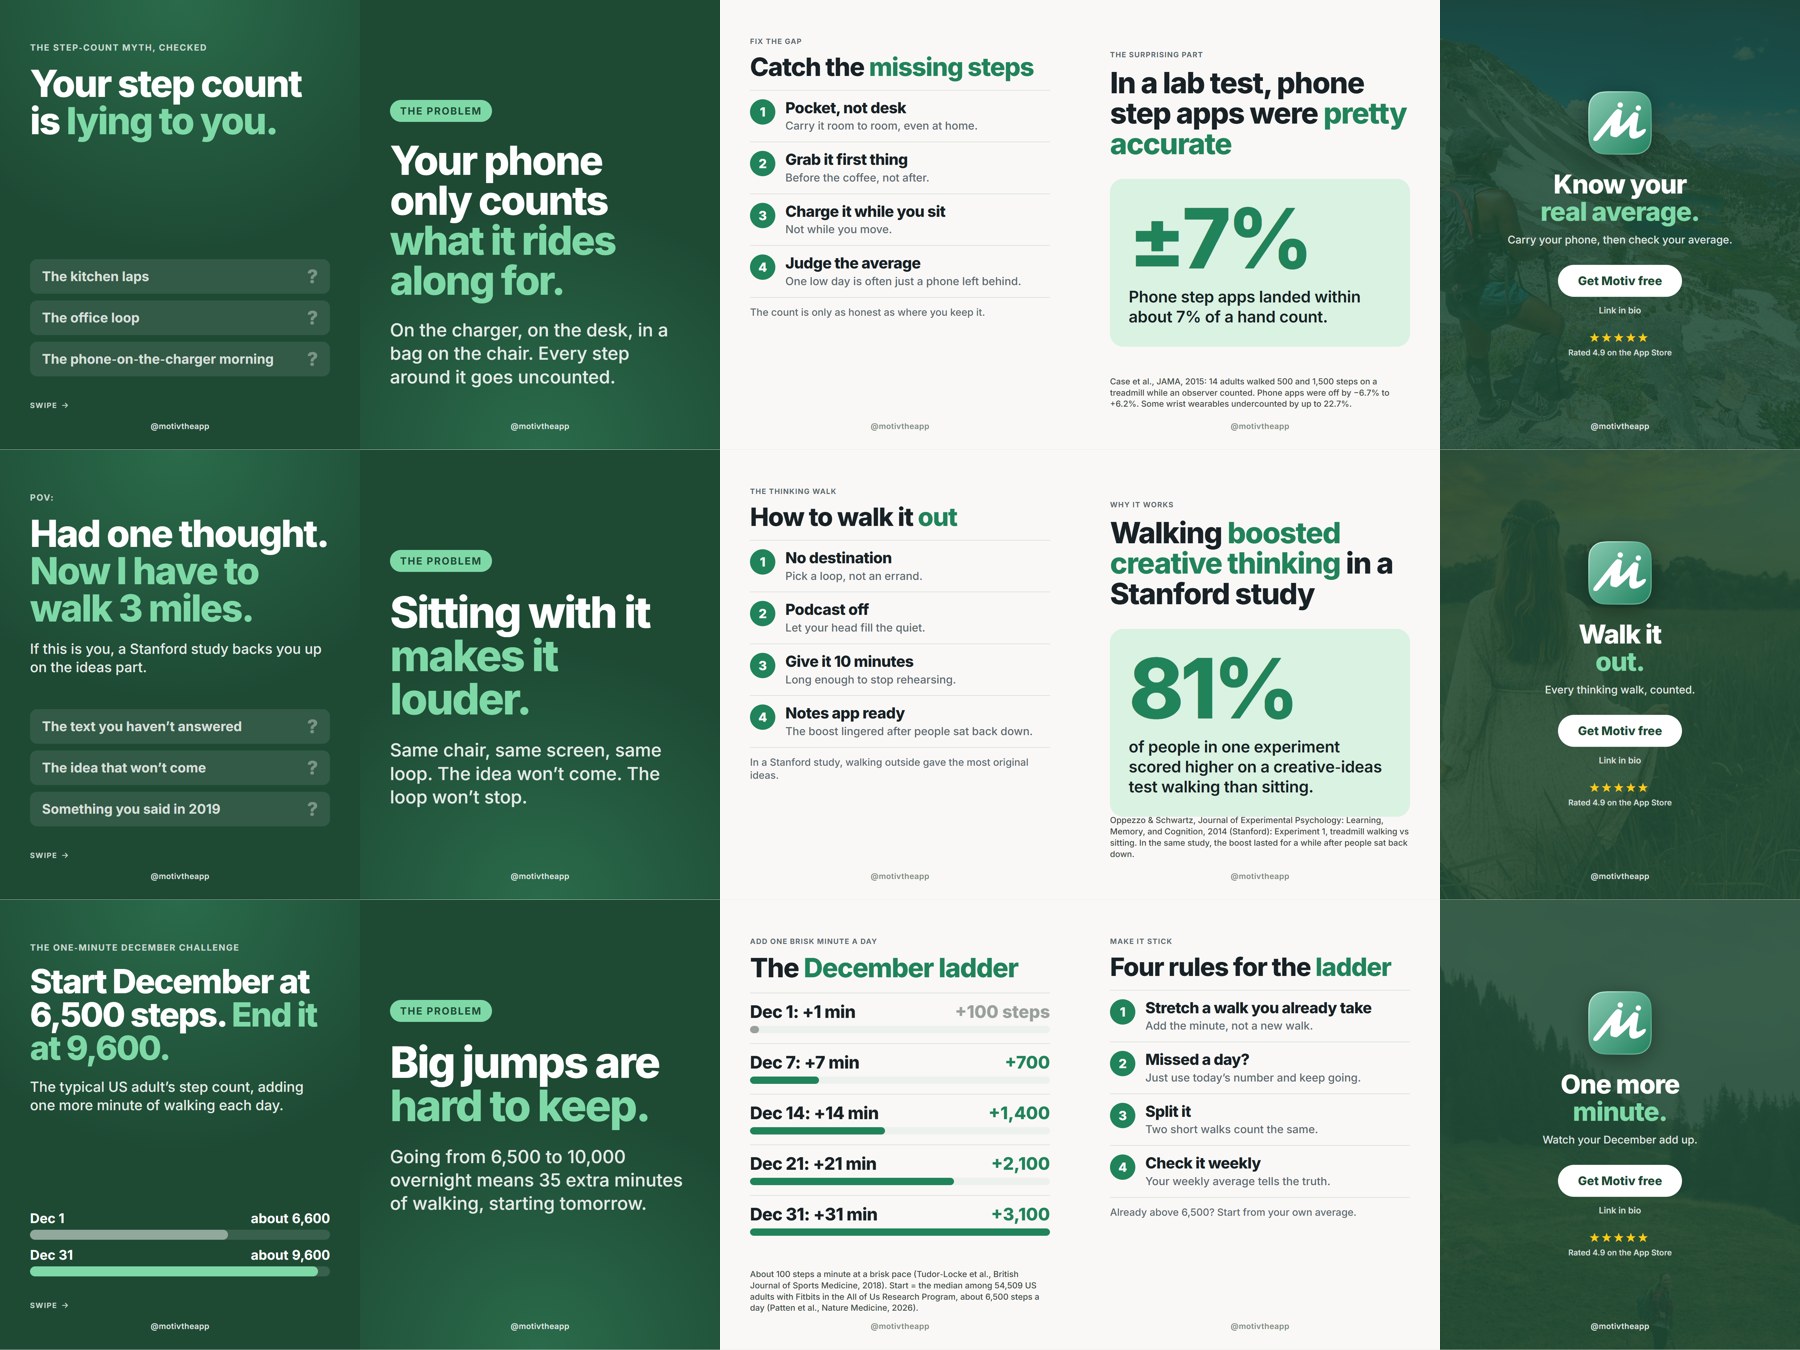 THE STEP-COUNT MYTH, CHECKED
Your step count
is lying to you.
The kitchen laps ?
The office loop ?
The phone-on-the-charger morning ?
SWIPE →
@motivtheapp
THE PROBLEM
Your phone
only counts
what it rides
along for.
On the charger, on the desk, in a
bag on the chair. Every step
around it goes uncounted.
@motivtheapp
FIX THE GAP
Catch the missing steps
1 Pocket, not desk
Carry it room to room, even at home.
2 Grab it first thing
Before the coffee, not after.
3 Charge it while you sit
Not while you move.
4 Judge the average
One low day is often just a phone left behind.
The count is only as honest as where you keep it.
@motivtheapp
THE SURPRISING PART
In a lab test, phone
step apps were pretty
accurate
±7%
Phone step apps landed within
about 7% of a hand count.
Case et al., JAMA, 2015: 14 adults walked 500 and 1,500 steps on a
treadmill while an observer counted. Phone apps were off by −6.7% to
+6.2%. Some wrist wearables undercounted by up to 22.7%.
@motivtheapp
Know your
real average.
Carry your phone, then check your average.
Get Motiv free
Link in bio
★★★★★
Rated 4.9 on the App Store
@motivtheapp
POV:
Had one thought.
Now I have to
walk 3 miles.
If this is you, a Stanford study backs you up
on the ideas part.
The text you haven’t answered ?
The idea that won’t come ?
Something you said in 2019 ?
SWIPE →
@motivtheapp
THE PROBLEM
Sitting with it
makes it
louder.
Same chair, same screen, same
loop. The idea won’t come. The
loop won’t stop.
@motivtheapp
THE THINKING WALK
How to walk it out
1 No destination
Pick a loop, not an errand.
2 Podcast off
Let your head fill the quiet.
3 Give it 10 minutes
Long enough to stop rehearsing.
4 Notes app ready
The boost lingered after people sat back down.
In a Stanford study, walking outside gave the most original
ideas.
@motivtheapp
WHY IT WORKS
Walking boosted
creative thinking in a
Stanford study
81%
of people in one experiment
scored higher on a creative-ideas
test walking than sitting.
Oppezzo & Schwartz, Journal of Experimental Psychology: Learning,
Memory, and Cognition, 2014 (Stanford): Experiment 1, treadmill walking vs
sitting. In the same study, the boost lasted for a while after people sat back
down.
@motivtheapp
Walk it
out.
Every thinking walk, counted.
Get Motiv free
Link in bio
★★★★★
Rated 4.9 on the App Store
@motivtheapp
THE ONE-MINUTE DECEMBER CHALLENGE
Start December at
6,500 steps. End it
at 9,600.
The typical US adult’s step count, adding
one more minute of walking each day.
Dec 1 about 6,600
Dec 31 about 9,600
SWIPE →
@motivtheapp
THE PROBLEM
Big jumps are
hard to keep.
Going from 6,500 to 10,000
overnight means 35 extra minutes
of walking, starting tomorrow.
@motivtheapp
ADD ONE BRISK MINUTE A DAY
The December ladder
Dec 1: +1 min +100 steps
Dec 7: +7 min +700
Dec 14: +14 min +1,400
Dec 21: +21 min +2,100
Dec 31: +31 min +3,100
About 100 steps a minute at a brisk pace (Tudor-Locke et al., British
Journal of Sports Medicine, 2018). Start = the median among 54,509 US
adults with Fitbits in the All of Us Research Program, about 6,500 steps a
day (Patten et al., Nature Medicine, 2026).
@motivtheapp
MAKE IT STICK
Four rules for the ladder
1 Stretch a walk you already take
Add the minute, not a new walk.
2 Missed a day?
Just use today’s number and keep going.
3 Split it
Two short walks count the same.
4 Check it weekly
Your weekly average tells the truth.
Already above 6,500? Start from your own average.
@motivtheapp
One more
minute.
Watch your December add up.
Get Motiv free
Link in bio
★★★★★
Rated 4.9 on the App Store
@motivtheapp